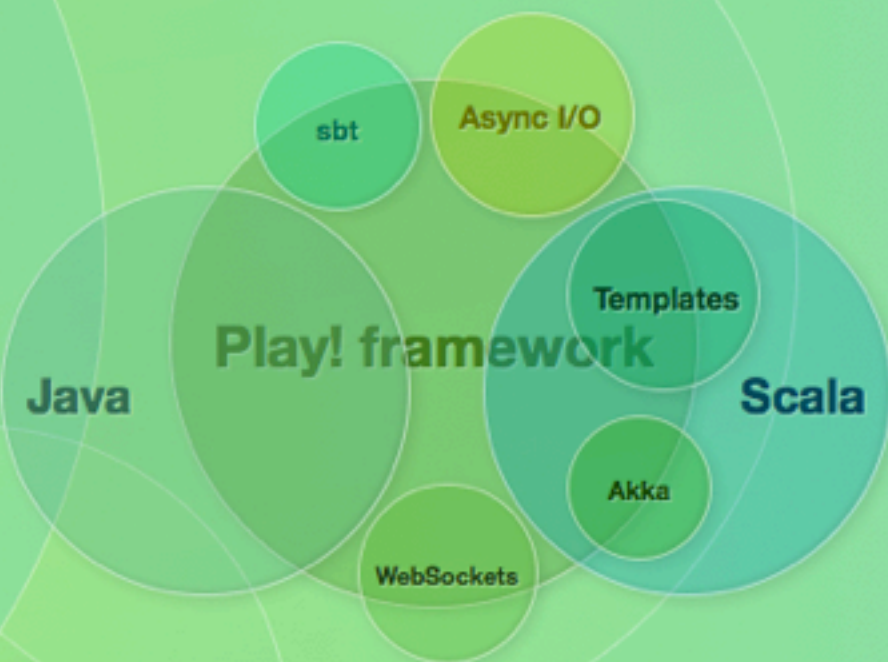 sbt
Async I/O
Templates
Play! framework
Java
Scala
Akka
WebSockets